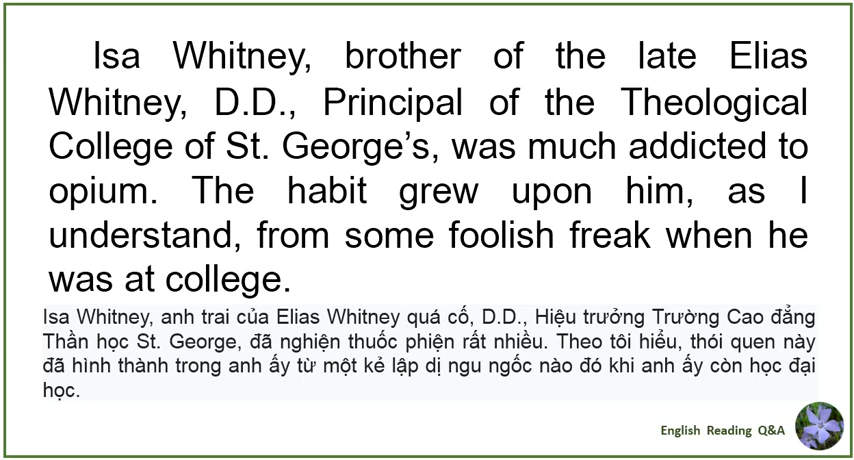 Isa Whitney, brother of the late Elias
Whitney, D.D., Principal of the Theological
College of St. George’s, was much addicted to
opium. The habit grew upon him, as I
understand, from some foolish freak when he
was at college.
Isa Whitney, anh trai của Elias Whitney quá cố, D.D., Hiệu trưởng Trường Cao đẳng
Thần học St. George, đã nghiện thuốc phiện rất nhiều. Theo tôi hiểu, thói quen này
đã hình thành trong anh ấy từ một kẻ lập dị ngu ngốc nào đó khi anh ấy còn học đại
học.
English Reading Q&A